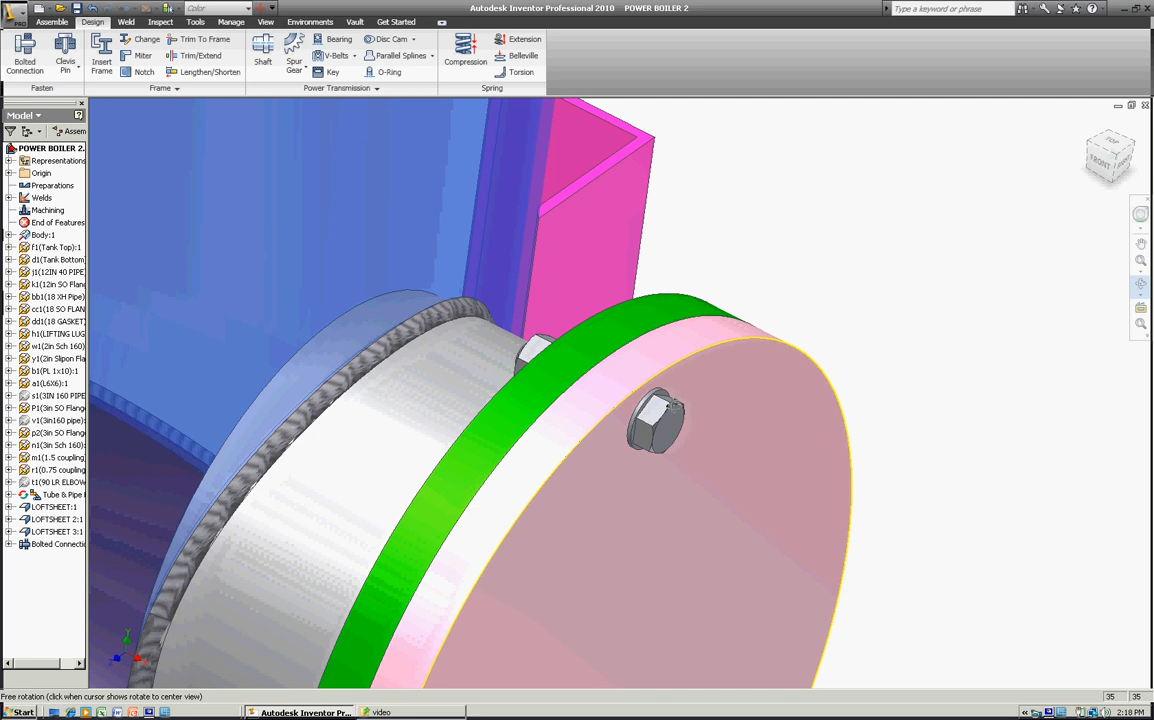 PRO
Color
Autodesk Inventor Professional 2010 POWER BOILER 2
Type a keyword or phrase
Assemble Design Weld Inspect Tools Manage View Environments Vault Get Started
Bolted Connection
Clevis Pin
Insert Frame
Change
Miter
Notch
Trim To Frame
Trim/Extend
Lengthen/Shorten
Shaft
Spur Gear
Bearing
V-Belts
Key
Disc Cam
Parallel Splines
O-Ring
Compression
Extension
Belleville
Torsion
Fasten Frame Power Transmission Spring
Model
Assem
POWER BOILER 2.
Representations
Origin
Preparations
Welds
Machining
End of Features
Body:1
f1(Tank Top):1
d1(Tank Bottom)
j1(12IN 40 PIPE
k1(12in SO Flan
bb1(18 XH Pipe)
cc1(18 SO FLAN
dd1(18 GASKET)
h1(LIFTING LUG
w1(2in Sch 160)
y1(2in Slipon Fla
b1(PL 1x10):1
a1(L6X6):1
s1(3IN 160 PIPE
P1(3in SO Flang
v1(3in160 pipe):
p2(3in SO Flang
n1(3in Sch 160):
m1(1.5 coupling
r1(0.75 coupling
t1(90 LR ELBOW
Tube & Pipe
LOFTSHEET:1
LOFTSHEET 2:1
LOFTSHEET 3:1
Bolted Connectio
TOP
FRONT
Free rotation (click when cursor shows rotate to center view)
35 35
Start
Autodesk Inventor Pr...
video
2:18 PM